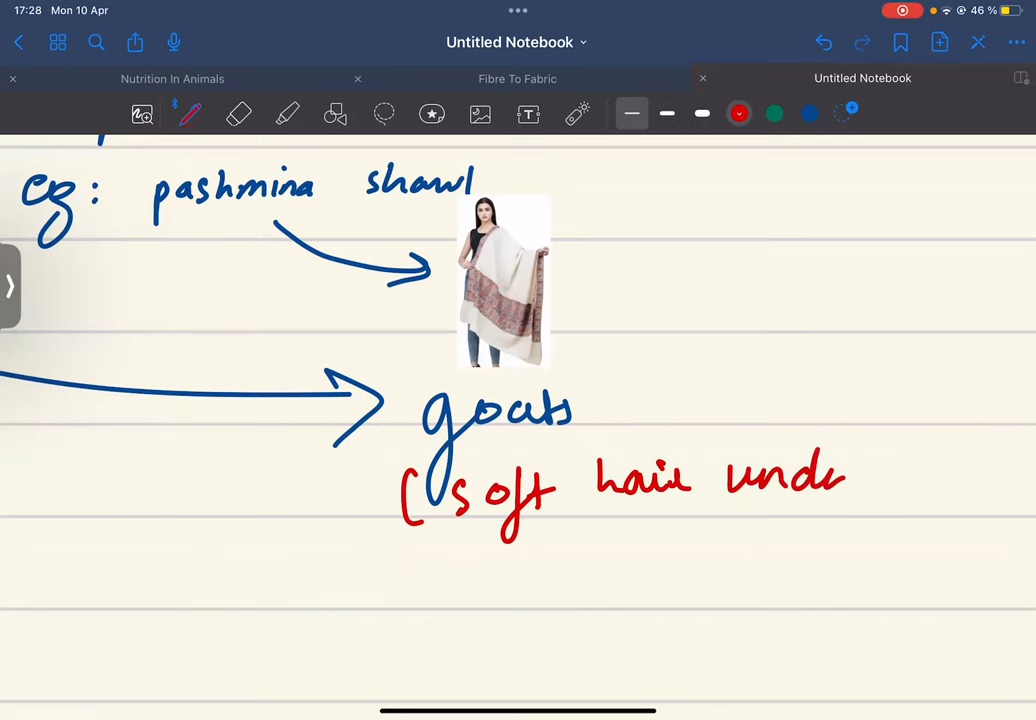 17:28 Mon 10 Apr
46 %
Untitled Notebook
Nutrition In Animals
Fibre To Fabric
Untitled Notebook
eg: pashmina shawl
goats
(soft hair unde